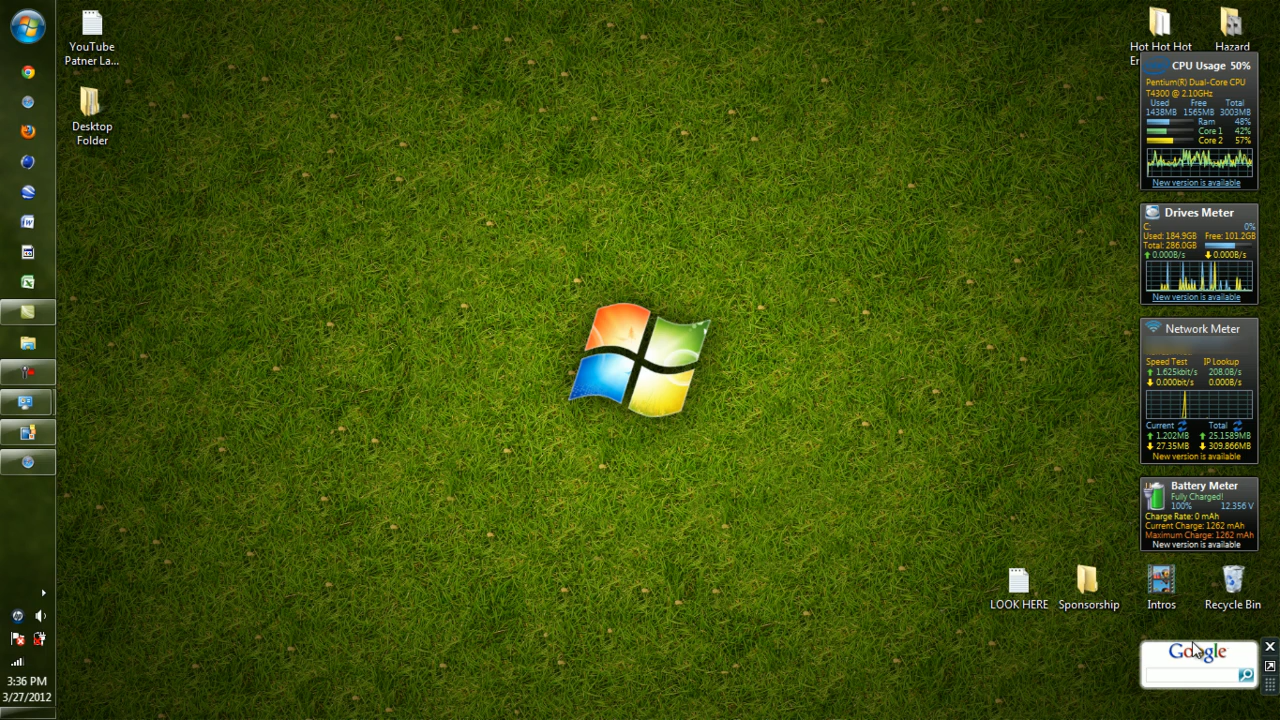 YouTube
Patner La...
Desktop
Folder
Hot Hot Hot
Hazard
CPU Usage 50%
Pentium(R) Dual-Core CPU
T4300 @ 2.10GHz
Used Free Total
1438MB 1565MB 3003MB
Ram 48%
Core 1 42%
Core 2 57%
New version is available
Drives Meter
C: 0%
Used: 184.9GB Free: 101.2GB
Total: 286.0GB
0.000B/s 0.000B/s
New version is available
Network Meter
Speed Test IP Lookup
1.625kbit/s 208.0B/s
0.000bit/s 0.000B/s
Current Total
1.202MB 25.1589MB
27.35MB 309.866MB
New version is available
Battery Meter
Fully Charged!
100% 12.356 V
Charge Rate: 0 mAh
Current Charge: 1262 mAh
Maximum Charge: 1262 mAh
New version is available
LOOK HERE
Sponsorship
Intros
Recycle Bin
Google
3:36 PM
3/27/2012